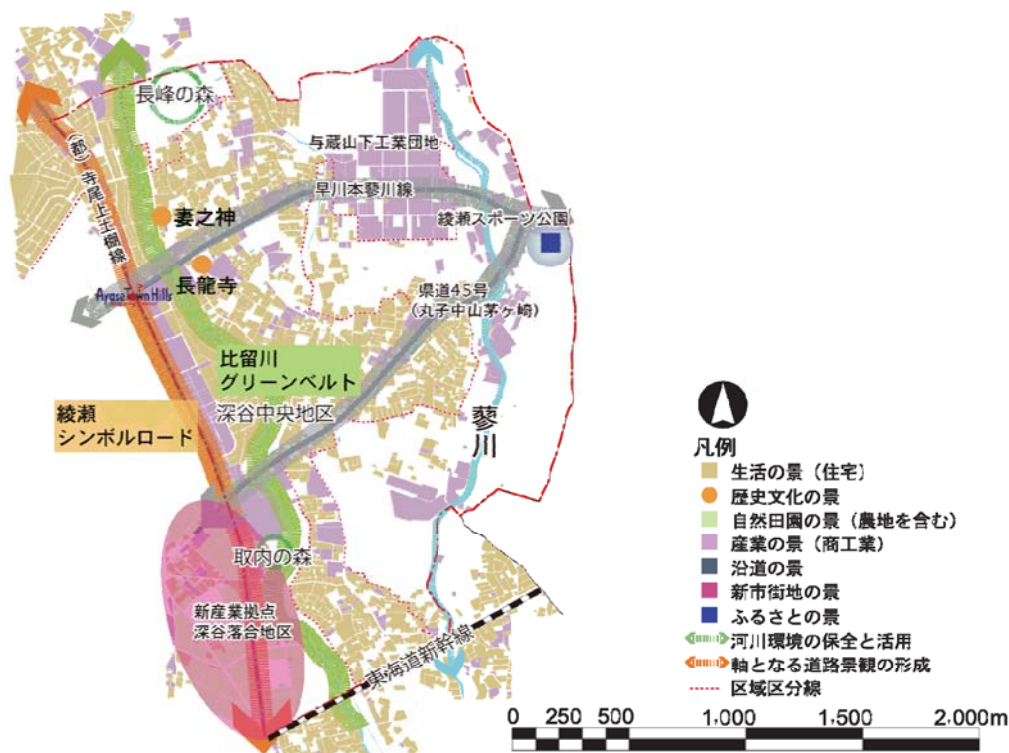 長峰の森
与蔵山下工業団地
(都)寺尾上土棚線
早川本蓼川線
妻之神
綾瀬スポーツ公園
長龍寺
AyaseTownHills
県道45号
(丸子中山茅ヶ崎)
比留川
グリーンベルト
綾瀬
シンボルロード
深谷中央地区
蓼川
取内の森
新産業拠点
深谷落合地区
東海道新幹線
凡例
生活の景(住宅)
歴史文化の景
自然田園の景(農地を含む)
産業の景(商工業)
沿道の景
新市街地の景
ふるさとの景
河川環境の保全と活用
軸となる道路景観の形成
区域区分線
0 250 500 1,000 1,500 2,000m